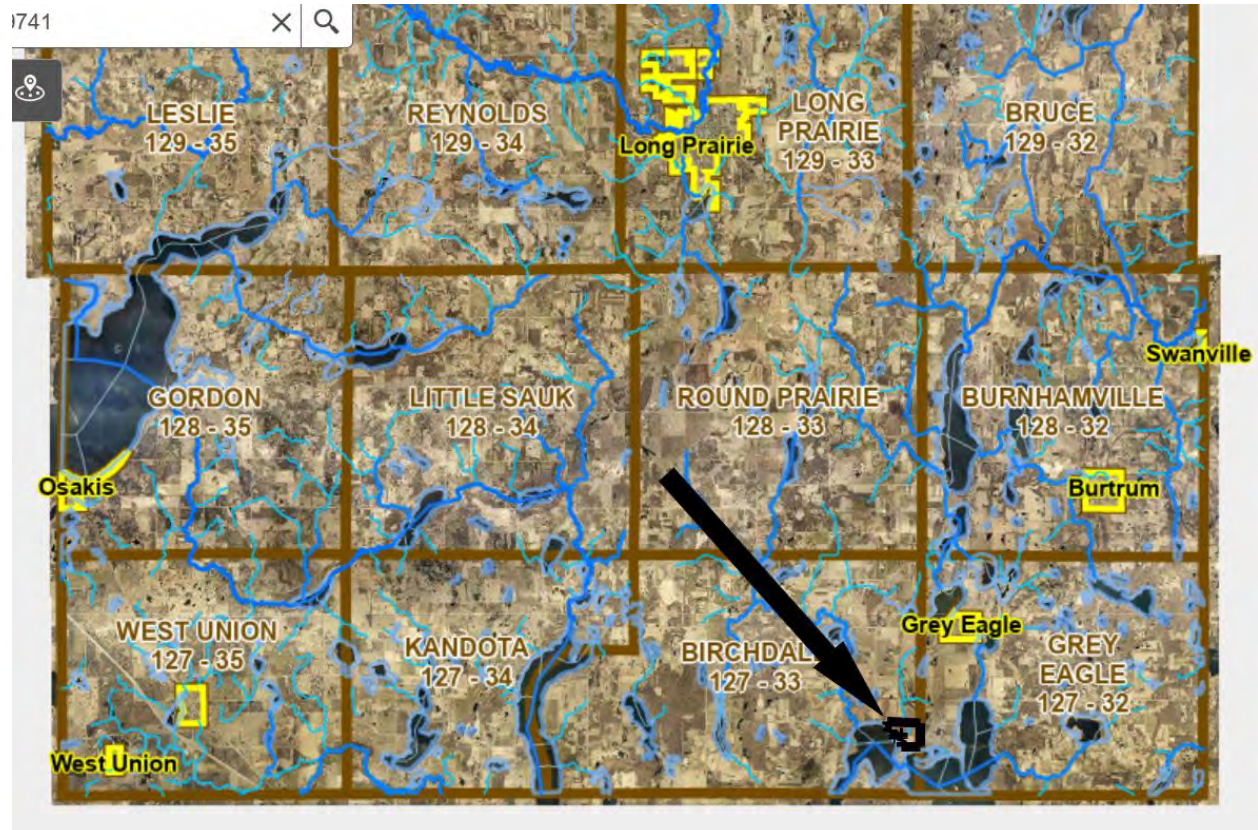 9741
LESLIE
129 - 35
REYNOLDS
129 - 34
Long Prairie
LONG
PRAIRIE
129 - 33
BRUCE
129 - 32
Swanville
GORDON
128 - 35
LITTLE SAUK
128 - 34
ROUND PRAIRIE
128 - 33
BURNHAMVILLE
128 - 32
Osakis
Burtrum
WEST UNION
127 - 35
KANDOTA
127 - 34
BIRCHDAL
127 - 33
Grey Eagle
GREY
EAGLE
127 - 32
West Union